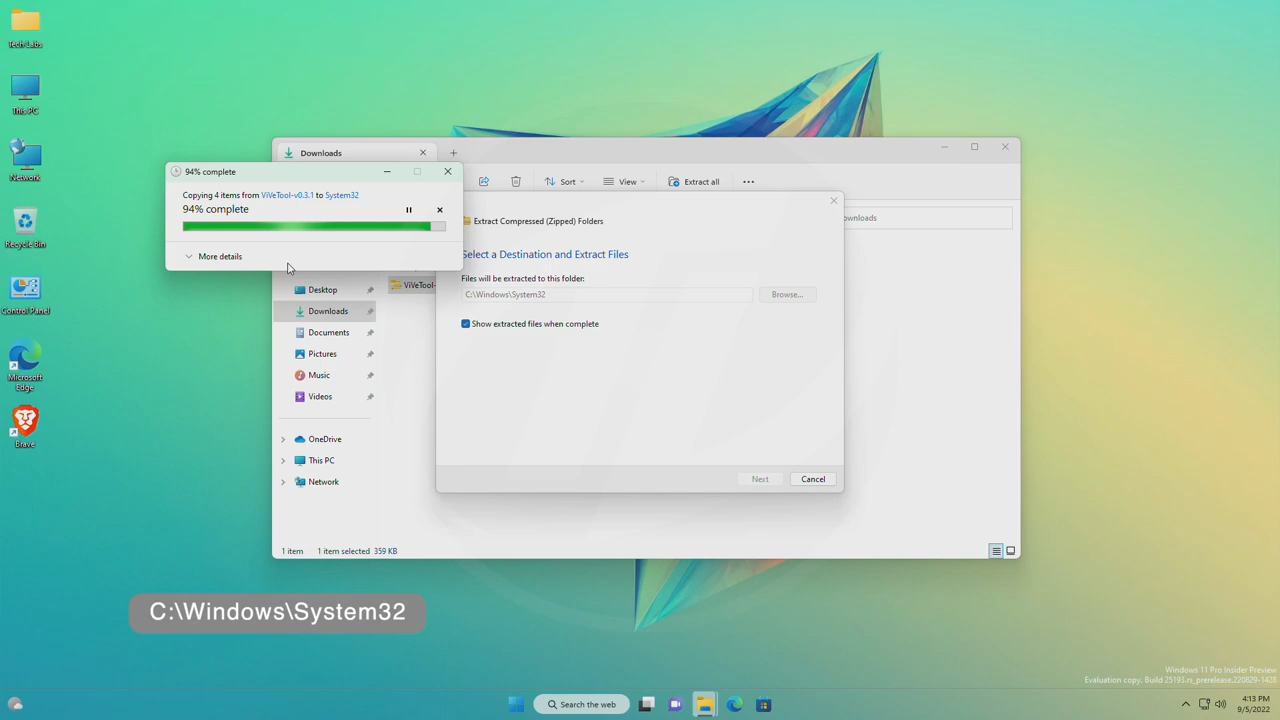 Tech Labs
This PC
Network
Recycle Bin
Control Panel
Microsoft
Edge
Brave
Downloads
94% complete
Copying 4 items from ViVeTool-v0.3.1 to System32
94% complete
More details
Sort
View
Extract all
ownloads
Extract Compressed (Zipped) Folders
Select a Destination and Extract Files
Files will be extracted to this folder:
C:\Windows\System32
Browse...
Show extracted files when complete
Next
Cancel
ViVeTool-
Desktop
Downloads
Documents
Pictures
Music
Videos
OneDrive
This PC
Network
1 item
1 item selected 359 KB
C:\Windows\System32
Windows 11 Pro Insider Preview
Evaluation copy. Build 25193.rs_prerelease.220829-1428
Search the web
4:13 PM
9/5/2022